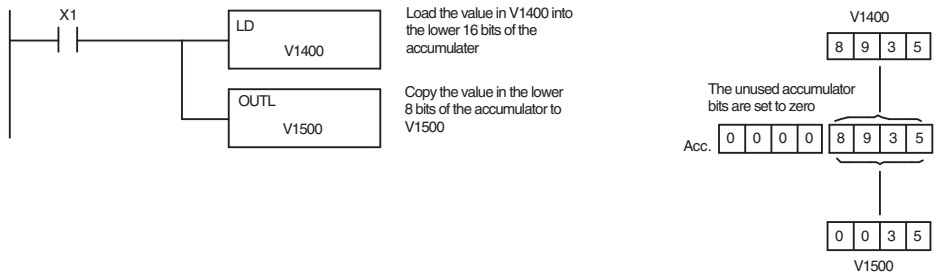 X1
LD
V1400
Load the value in V1400 into
the lower 16 bits of the
accumulater
OUTL
V1500
Copy the value in the lower
8 bits of the accumulator to
V1500
V1400
8 9 3 5
The unused accumulator
bits are set to zero
Acc. 0 0 0 0 8 9 3 5
0 0 3 5
V1500